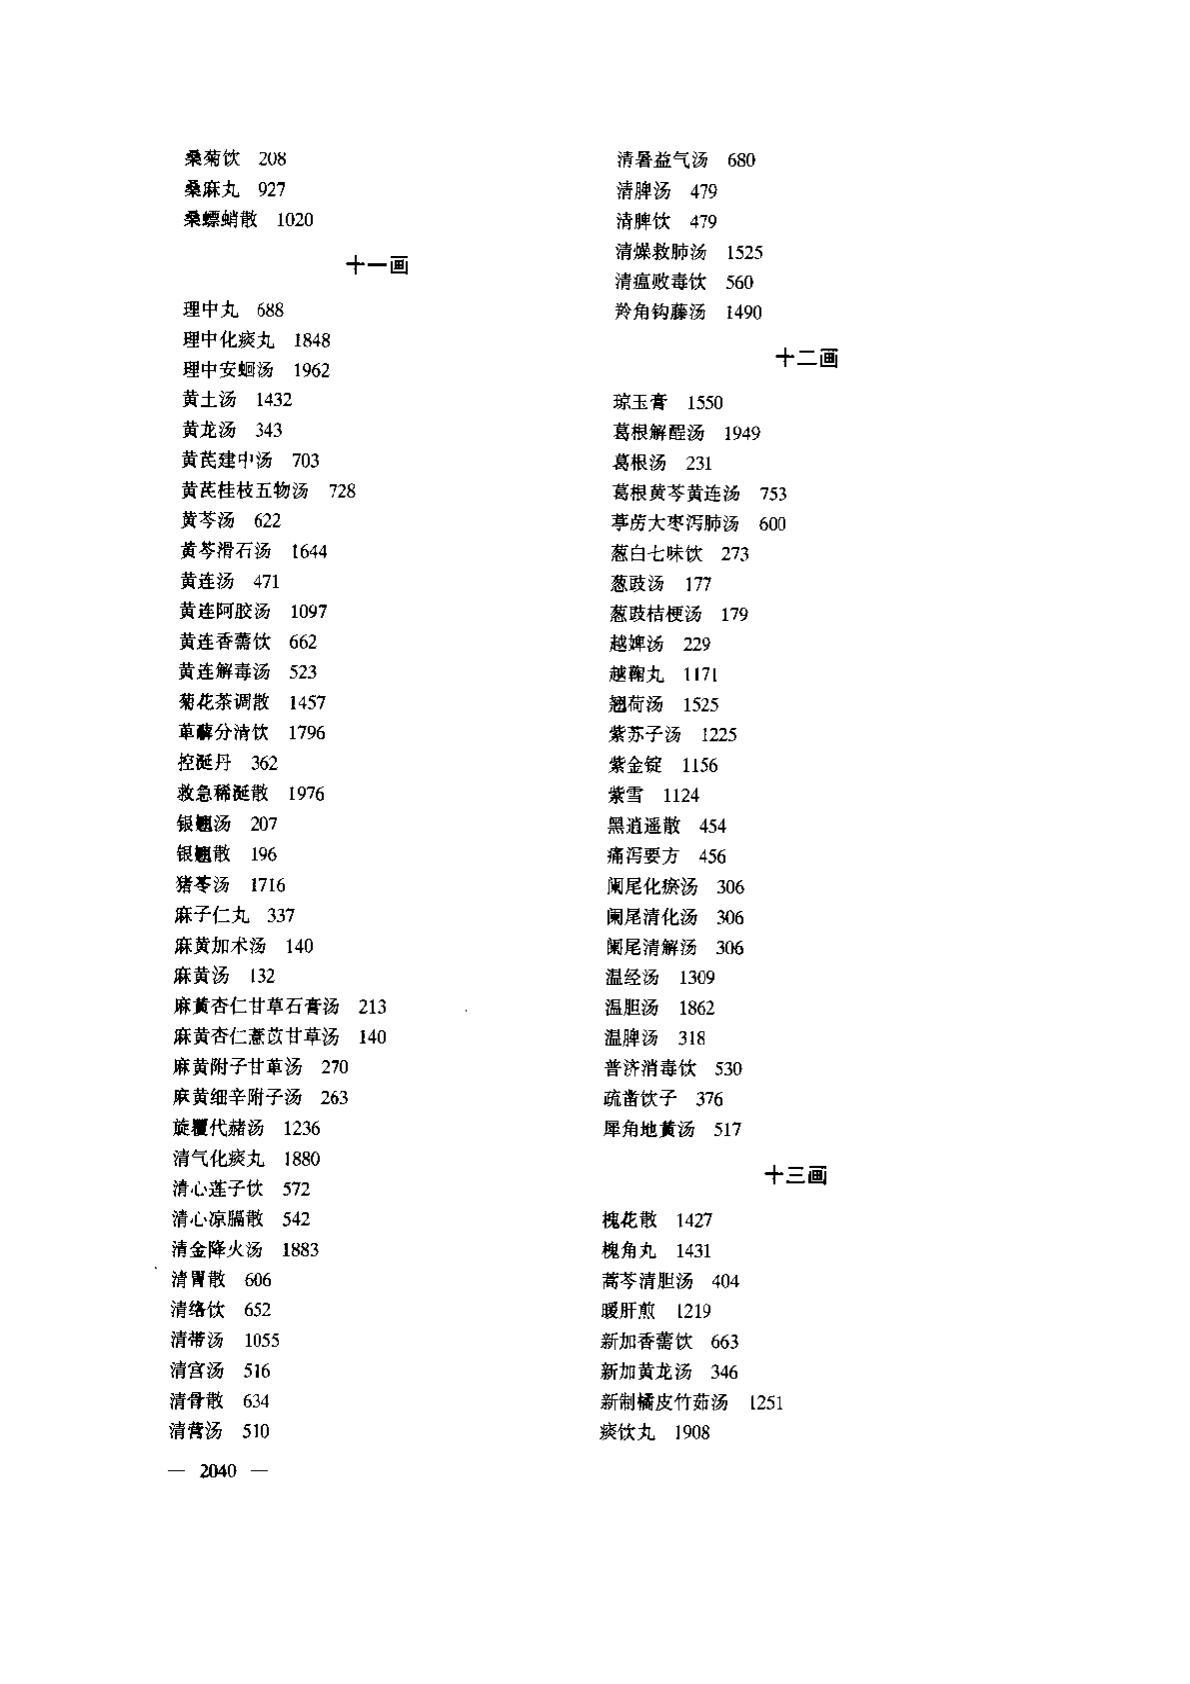 桑菊饮 208
桑麻丸 927
桑螵蛸散 1020
十一画
理中丸 688
理中化痰丸 1848
理中安蛔汤 1962
黄土汤 1432
黄龙汤 343
黄芪建中汤 703
黄芪桂枝五物汤 728
黄芩汤 622
黄芩滑石汤 1644
黄连汤 471
黄连阿胶汤 1097
黄连香薷饮 662
黄连解毒汤 523
菊花茶调散 1457
萆薢分清饮 1796
控涎丹 362
救急稀涎散 1976
银翘汤 207
银翘散 196
猪苓汤 1716
麻子仁丸 337
麻黄加术汤 140
麻黄汤 132
麻黄杏仁甘草石膏汤 213
麻黄杏仁薏苡甘草汤 140
麻黄附子甘草汤 270
麻黄细辛附子汤 263
旋覆代赭汤 1236
清气化痰丸 1880
清心莲子饮 572
清心凉膈散 542
清金降火汤 1883
清胃散 606
清络饮 652
清带汤 1055
清宫汤 516
清骨散 634
清营汤 510
— 2040 —
清暑益气汤 680
清脾汤 479
清脾饮 479
清燥救肺汤 1525
清瘟败毒饮 560
羚角钩藤汤 1490
十二画
琼玉膏 1550
葛根解酲汤 1949
葛根汤 231
葛根黄芩黄连汤 753
葶苈大枣泻肺汤 600
葱白七味饮 273
葱豉汤 177
葱豉桔梗汤 179
越婢汤 229
越鞠丸 1171
翘荷汤 1525
紫苏子汤 1225
紫金锭 1156
紫雪 1124
黑逍遥散 454
痛泻要方 456
阑尾化瘀汤 306
阑尾清化汤 306
阑尾清解汤 306
温经汤 1309
温胆汤 1862
温脾汤 318
普济消毒饮 530
疏凿饮子 376
犀角地黄汤 517
十三画
槐花散 1427
槐角丸 1431
蒿芩清胆汤 404
暖肝煎 1219
新加香薷饮 663
新加黄龙汤 346
新制橘皮竹茹汤 1251
痰饮丸 1908